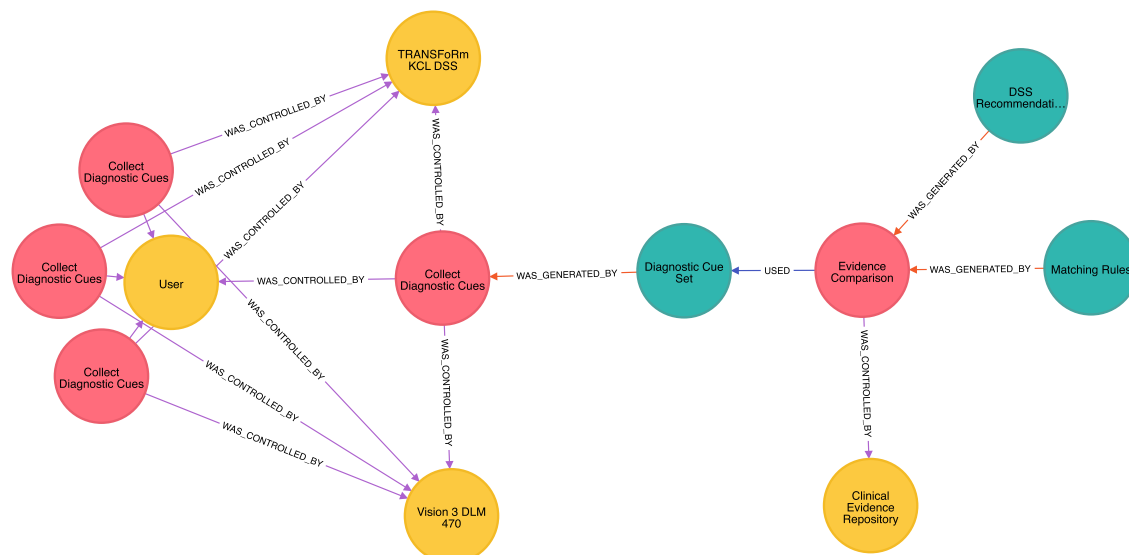 TRANSFoRm
KCL DSS
DSS
Recommendati...
WAS_CONTROLLED_BY
WAS_CONTROLLED_BY
WAS_CONTROLLED_BY
WAS_CONTROLLED_BY
WAS_GENERATED_BY
Collect
Diagnostic Cues
Collect
Diagnostic Cues
User
WAS_CONTROLLED_BY
Collect
Diagnostic Cues
WAS_GENERATED_BY
Diagnostic Cue
Set
USED
Evidence
Comparison
WAS_GENERATED_BY
Matching Rules
Collect
Diagnostic Cues
WAS_CONTROLLED_BY
WAS_CONTROLLED_BY
WAS_CONTROLLED_BY
WAS_CONTROLLED_BY
WAS_CONTROLLED_BY
Vision 3 DLM
470
Clinical
Evidence
Repository